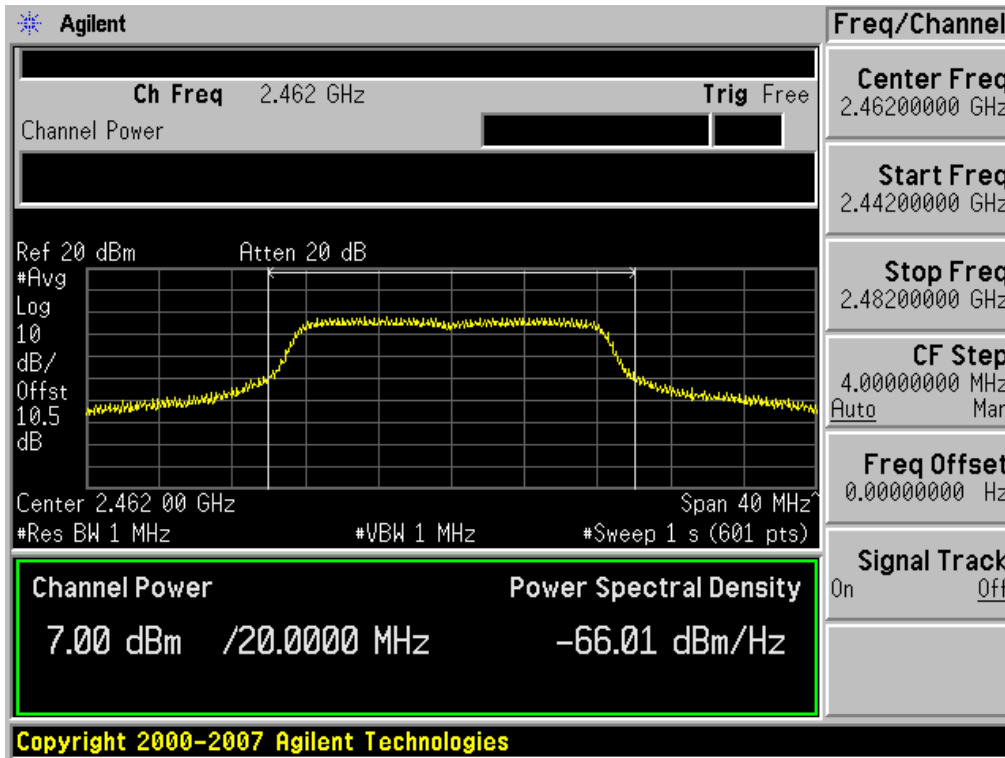 Agilent
Freq/Channel
Ch Freq 2.462 GHz Trig Free
Channel Power
Center Freq
2.46200000 GHz
Start Freq
2.44200000 GHz
Stop Freq
2.48200000 GHz
CF Step
4.00000000 MHz
Auto Man
Freq Offset
0.00000000 Hz
Signal Track
On Off
Ref 20 dBm Atten 20 dB
#Avg
Log
10
dB/
Offst
10.5
dB
Center 2.462 00 GHz Span 40 MHz^
#Res BW 1 MHz #VBW 1 MHz #Sweep 1 s (601 pts)
Channel Power Power Spectral Density
7.00 dBm /20.0000 MHz -66.01 dBm/Hz
Copyright 2000-2007 Agilent Technologies